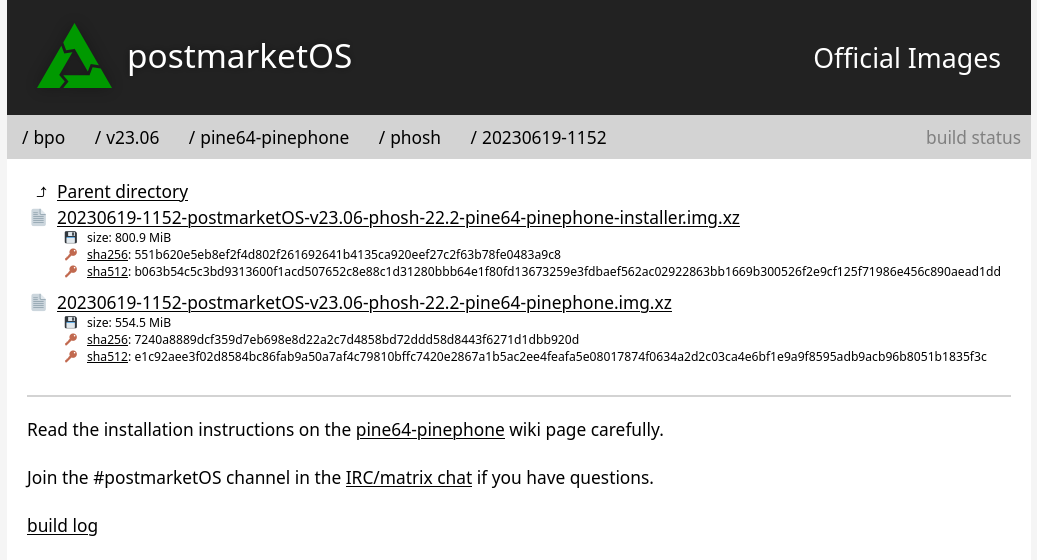 postmarketOS
Official Images
/ bpo / v23.06 / pine64-pinephone / phosh / 20230619-1152 build status
Parent directory
20230619-1152-postmarketOS-v23.06-phosh-22.2-pine64-pinephone-installer.img.xz
size: 800.9 MiB
sha256: 551b620e5eb8ef2f4d802f261692641b4135ca920eef27c2f63b78fe0483a9c8
sha512: b063b54c5c3bd9313600f1acd507652c8e88c1d31280bbb64e1f80fd13673259e3fdbaef562ac02922863bb1669b300526f2e9cf125f71986e456c890aead1dd
20230619-1152-postmarketOS-v23.06-phosh-22.2-pine64-pinephone.img.xz
size: 554.5 MiB
sha256: 7240a8889dcf359d7eb698e8d22a2c7d4858bd72ddd58d8443f6271d1dbb920d
sha512: e1c92aee3f02d8584bc86fab9a50a7af4c79810bffc7420e2867a1b5ac2ee4feafa5e08017874f0634a2d2c03ca4e6bf1e9a9f8595adb9acb96b8051b1835f3c
Read the installation instructions on the pine64-pinephone wiki page carefully.
Join the #postmarketOS channel in the IRC/matrix chat if you have questions.
build log